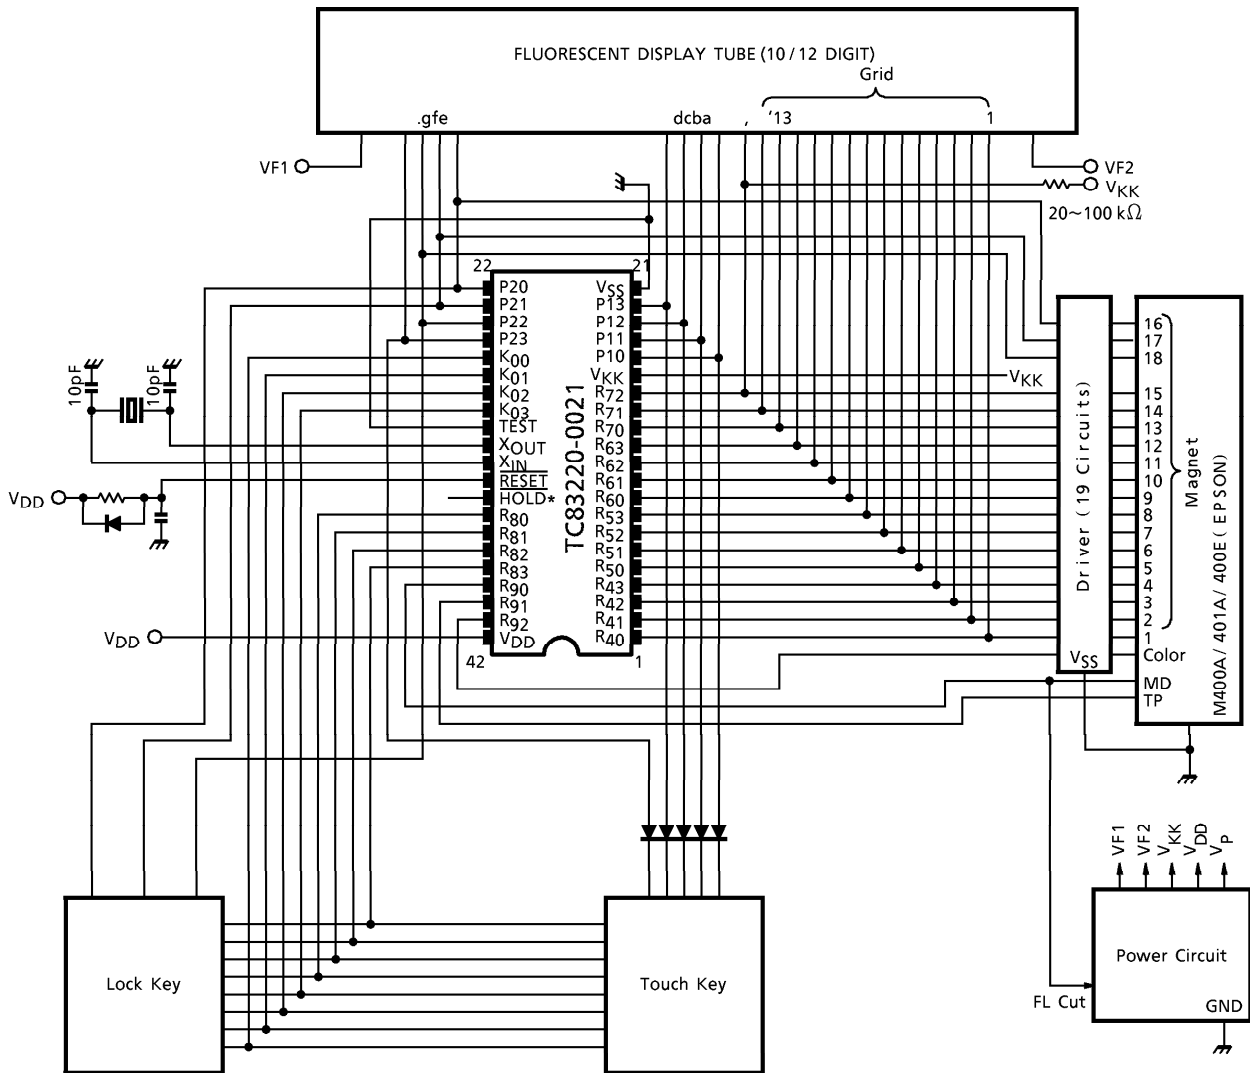 FLUORESCENT DISPLAY TUBE (10 / 12 DIGIT)
Grid
.gfe
dcba
,
'13
1
VF1
VF2
VKK
20~100 kΩ
22
21
P20
P21
P22
P23
K00
K01
K02
K03
TEST
XOUT
XIN
RESET
HOLD*
R80
R81
R82
R83
R90
R91
R92
VDD
42
TC83220-0021
VSS
P13
P12
P11
P10
VKK
R72
R71
R70
R63
R62
R61
R60
R53
R52
R51
R50
R43
R42
R41
R40
1
VKK
10pF
10pF
VDD
VDD
Driver (19 Circuits)
VSS
16
17
18
15
14
13
12
11
10
9
8
7
6
5
4
3
2
1
Color
MD
TP
Magnet
M400A/ 401A/ 400E ( EPSON)
VF1
VF2
VKK
VDD
VP
Power Circuit
FL Cut
GND
Lock Key
Touch Key